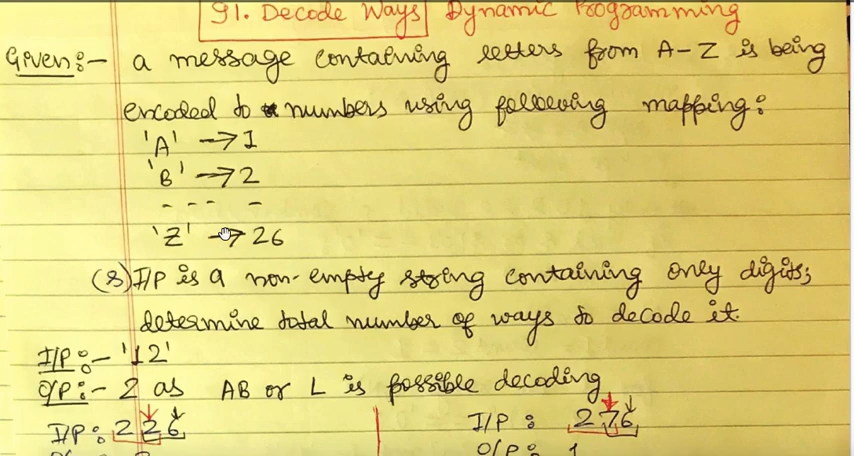 91. Decode Ways Dynamic Programming
Given:- a message containing letters from A-Z is being
encoded to numbers using following mapping:
'A' → 1
'B' → 2
- --- -
'Z' → 26
(s) I/P is a non-empty string containing only digits;
determine total number of ways to decode it.
I/P:- '12'
O/P:- 2 as AB or L is possible decoding
I/P: 226 I/P: 276
O/P: 1